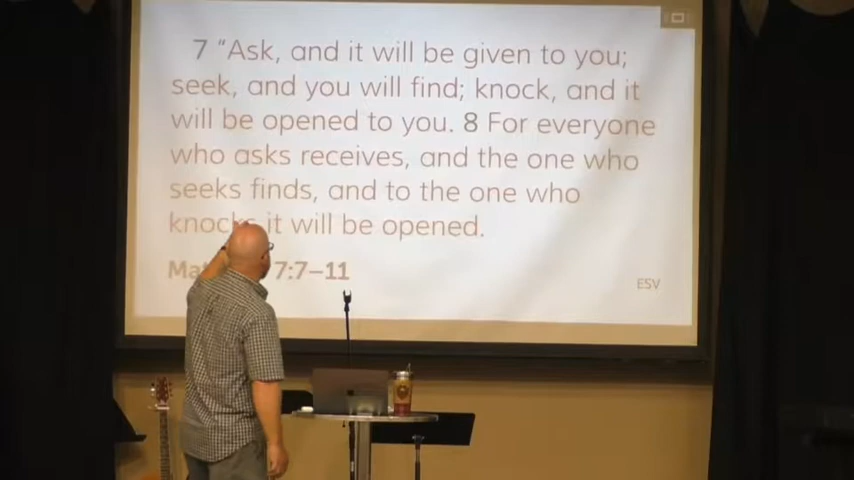 7 “Ask, and it will be given to you;
seek, and you will find; knock, and it
will be opened to you. 8 For everyone
who asks receives, and the one who
seeks finds, and to the one who
knocks it will be opened.
7:7–11
ESV